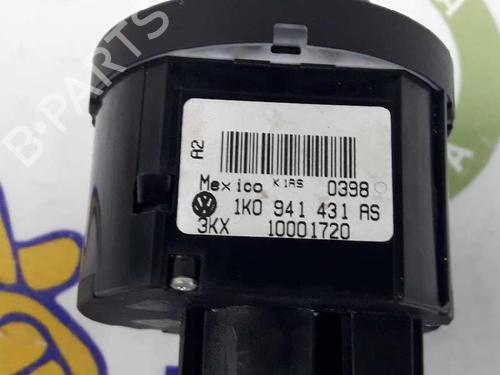 B-PARTS
A2
Mexico K1AS 0398
1K0 941 431 AS
3KX 10001720